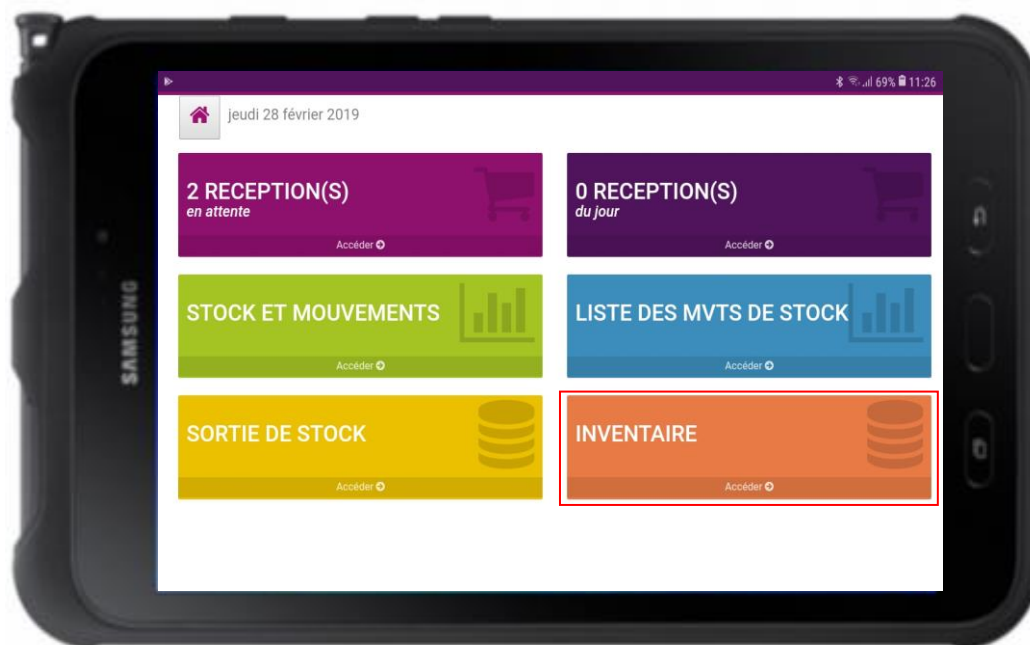 69% 11:26
jeudi 28 février 2019
2 RECEPTION(S)
en attente
Accéder
0 RECEPTION(S)
du jour
Accéder
STOCK ET MOUVEMENTS
Accéder
LISTE DES MVTS DE STOCK
Accéder
SORTIE DE STOCK
Accéder
INVENTAIRE
Accéder
SAMSUNG